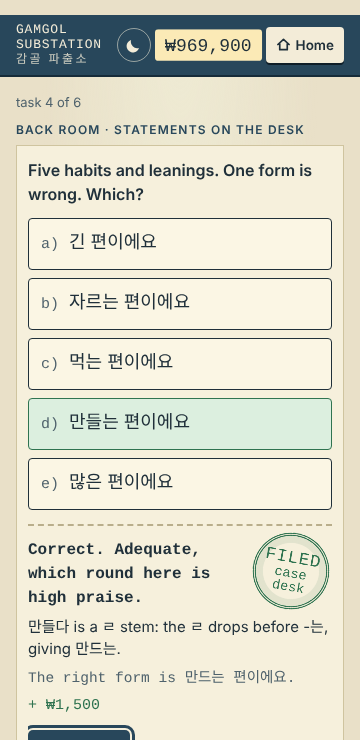 GAMGOL
SUBSTATION
감골 파출소
₩969,900
Home
task 4 of 6
BACK ROOM · STATEMENTS ON THE DESK
Five habits and leanings. One form is
wrong. Which?
a) 긴 편이에요
b) 자르는 편이에요
c) 먹는 편이에요
d) 만들는 편이에요
e) 많은 편이에요
Correct. Adequate,
which round here is
high praise.
FILED
case
desk
만들다 is a ㄹ stem: the ㄹ drops before -는,
giving 만드는.
The right form is 만드는 편이에요.
+ ₩1,500